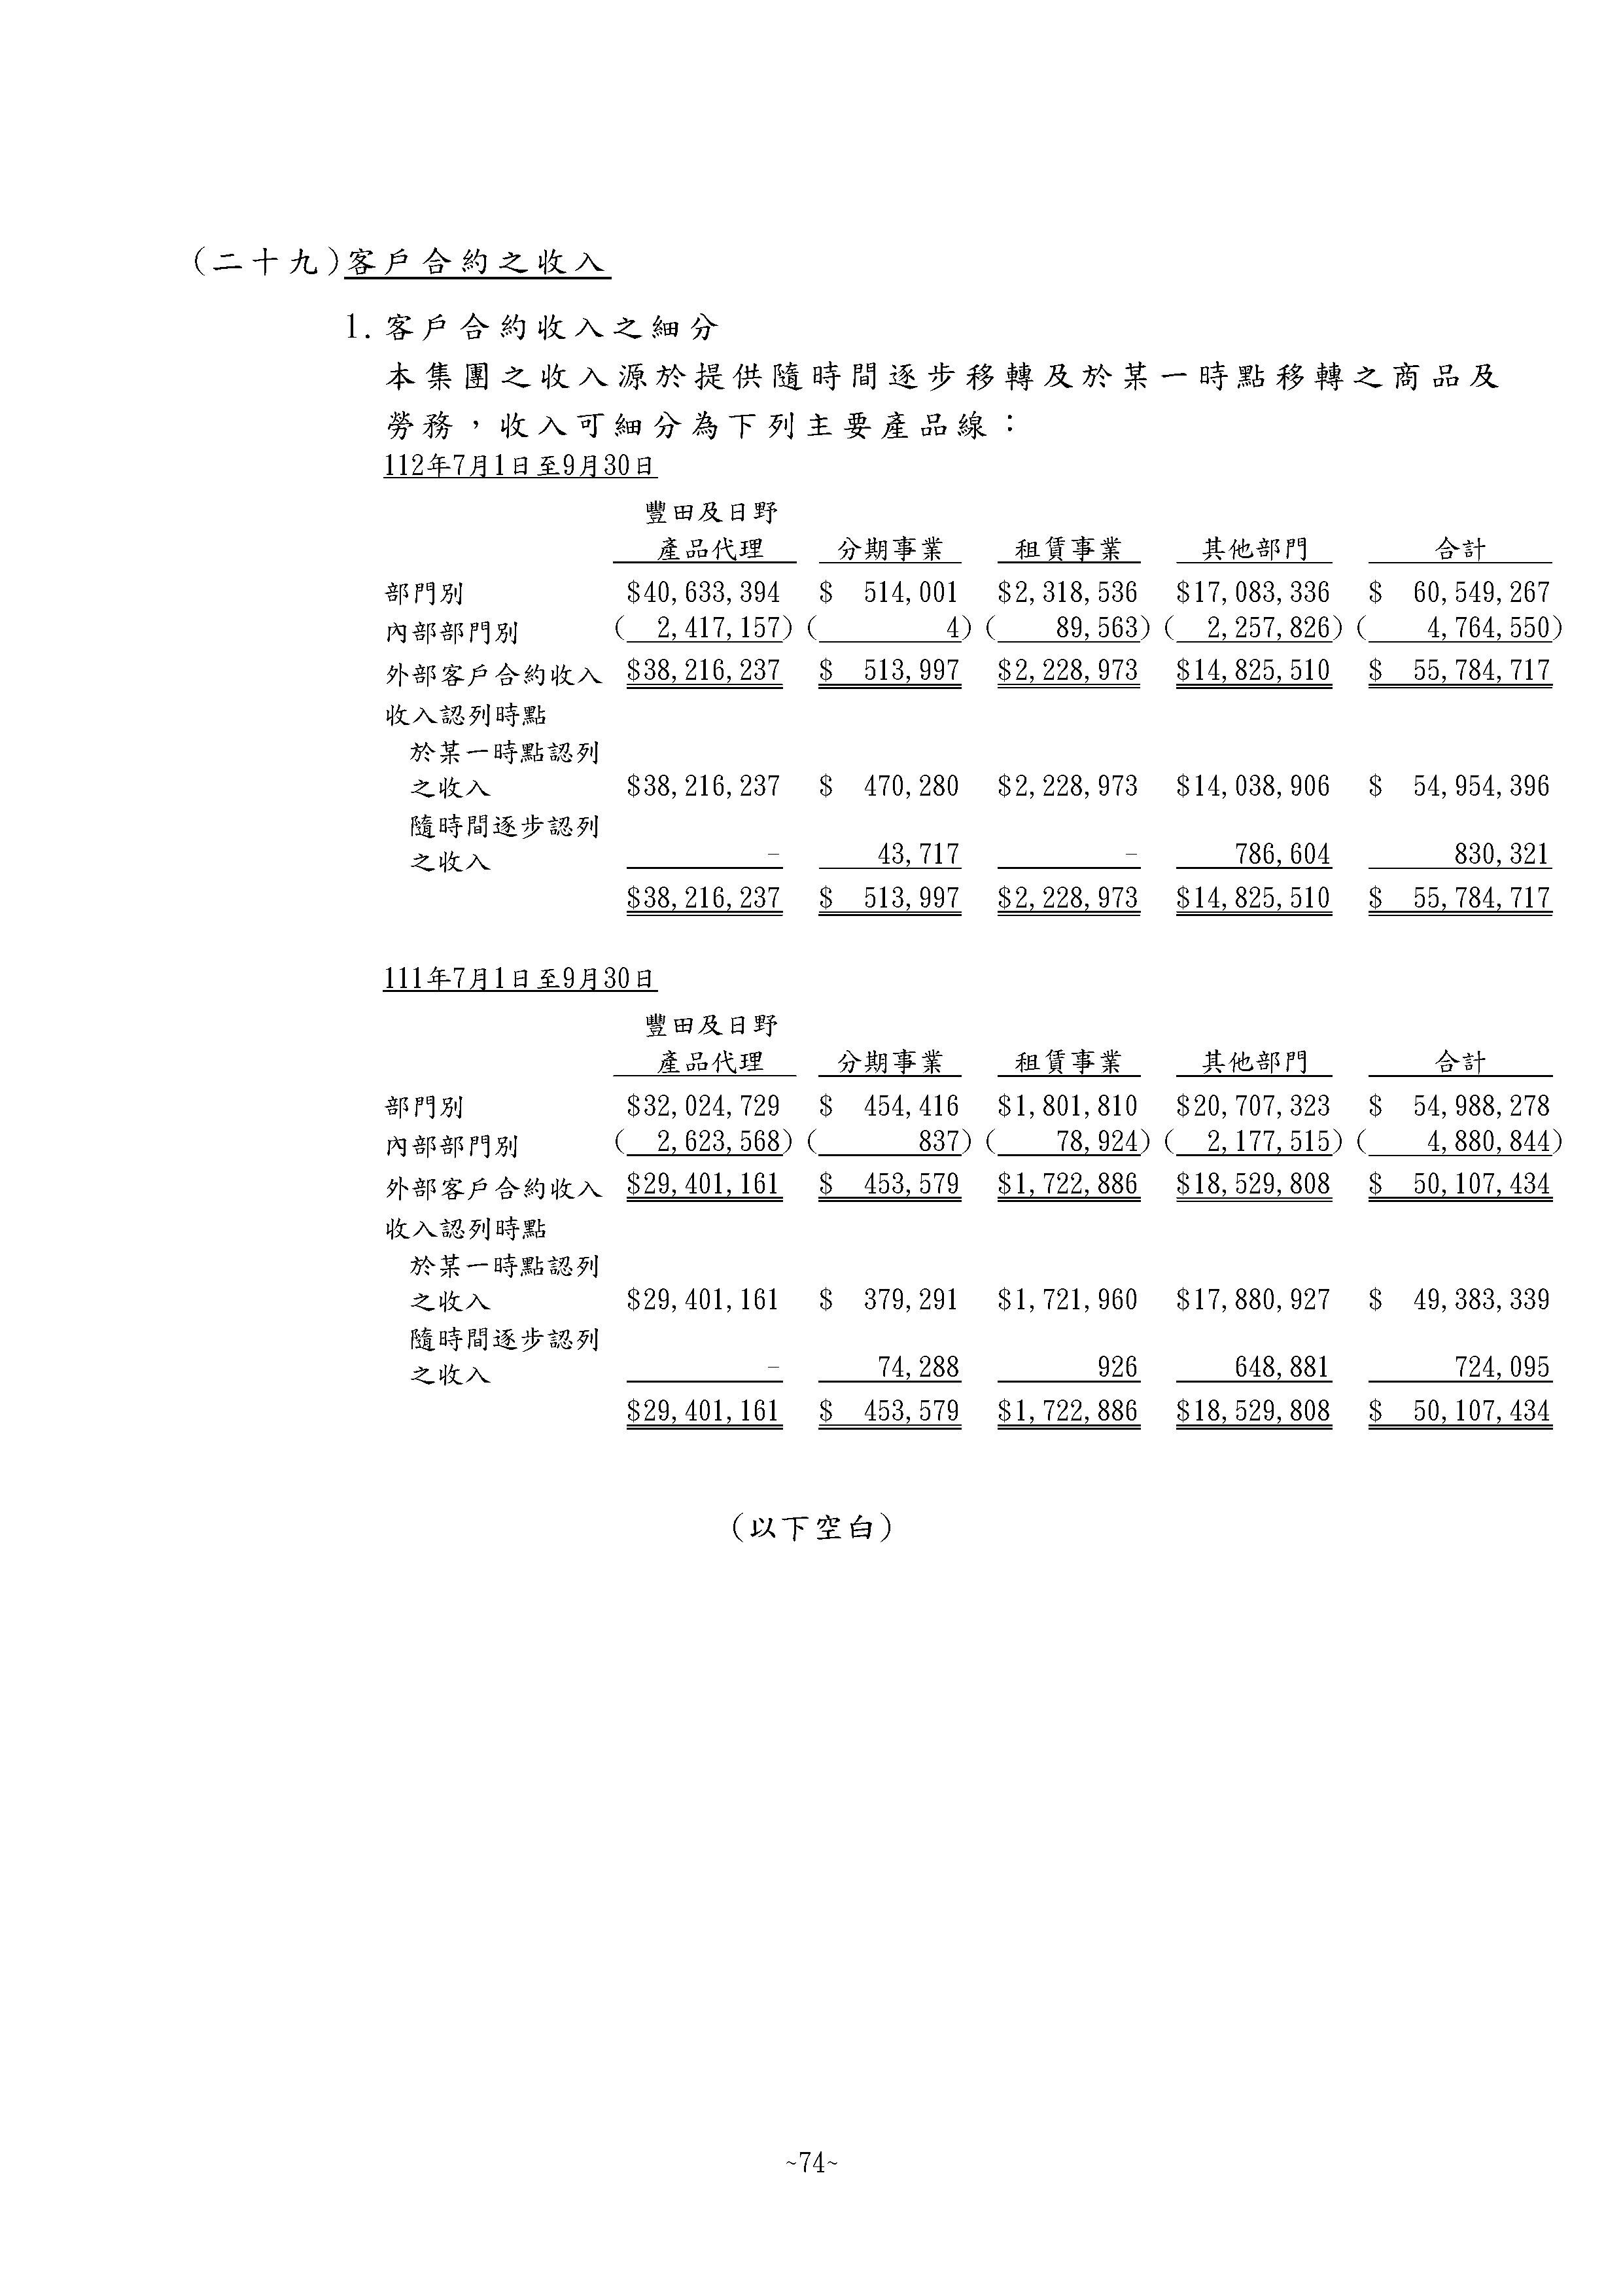 (二十九)客戶合約之收入
1.客戶合約收入之細分
本集團之收入源於提供隨時間逐步移轉及於某一時點移轉之商品及
勞務，收入可細分為下列主要產品線：
112年7月1日至9月30日
豐田及日野
產品代理 分期事業 租賃事業 其他部門 合計
部門別 $40,633,394 $ 514,001 $2,318,536 $17,083,336 $ 60,549,267
內部部門別 ( 2,417,157) ( 4) ( 89,563) ( 2,257,826) ( 4,764,550)
外部客戶合約收入 $38,216,237 $ 513,997 $2,228,973 $14,825,510 $ 55,784,717
收入認列時點
於某一時點認列
之收入 $38,216,237 $ 470,280 $2,228,973 $14,038,906 $ 54,954,396
隨時間逐步認列
之收入 - 43,717 - 786,604 830,321
$38,216,237 $ 513,997 $2,228,973 $14,825,510 $ 55,784,717
111年7月1日至9月30日
豐田及日野
產品代理 分期事業 租賃事業 其他部門 合計
部門別 $32,024,729 $ 454,416 $1,801,810 $20,707,323 $ 54,988,278
內部部門別 ( 2,623,568) ( 837) ( 78,924) ( 2,177,515) ( 4,880,844)
外部客戶合約收入 $29,401,161 $ 453,579 $1,722,886 $18,529,808 $ 50,107,434
收入認列時點
於某一時點認列
之收入 $29,401,161 $ 379,291 $1,721,960 $17,880,927 $ 49,383,339
隨時間逐步認列
之收入 - 74,288 926 648,881 724,095
$29,401,161 $ 453,579 $1,722,886 $18,529,808 $ 50,107,434
(以下空白)
~74~